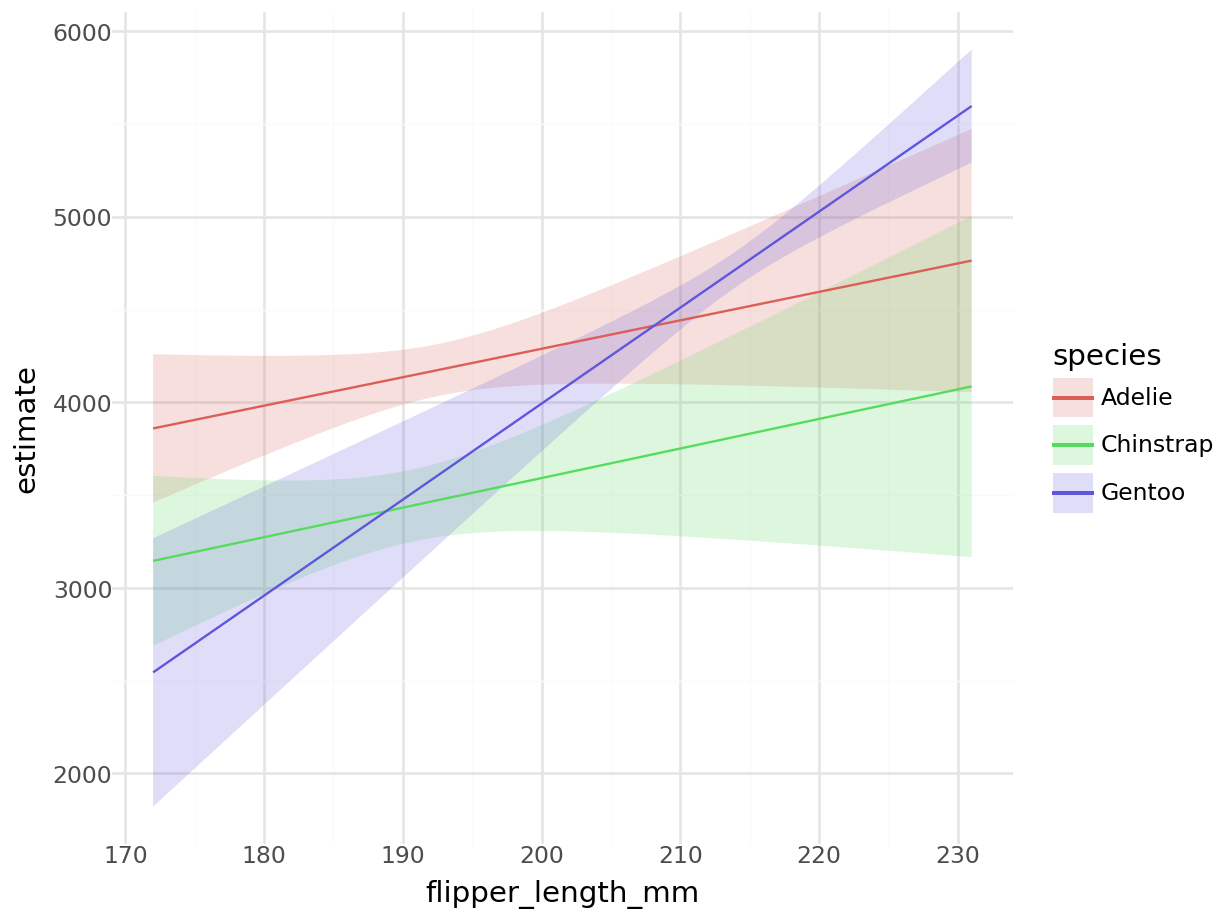 6000
5000
4000
3000
2000
estimate
170 180 190 200 210 220 230
flipper_length_mm
species
Adelie
Chinstrap
Gentoo